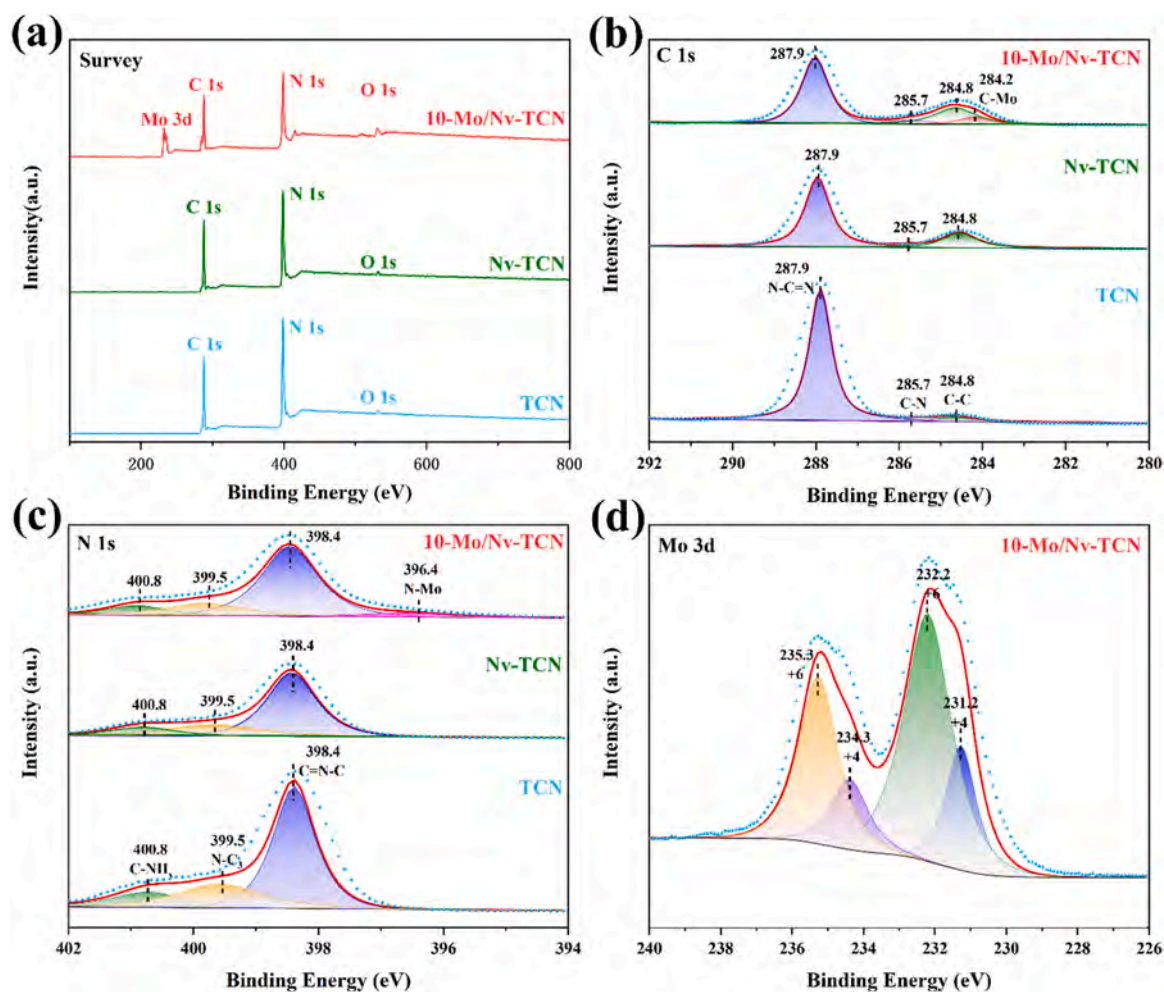 (a)
Survey
Mo 3d
C 1s
N 1s
O 1s
10-Mo/Nv-TCN
C 1s
N 1s
O 1s
Nv-TCN
C 1s
N 1s
O 1s
TCN
Intensity(a.u.)
200 400 600 800
Binding Energy (eV)
(b)
C 1s
10-Mo/Nv-TCN
287.9
285.7
284.8
284.2
C-Mo
Nv-TCN
287.9
285.7
284.8
TCN
287.9
N-C=N
285.7
C-N
284.8
C-C
Intensity (a.u.)
292 290 288 286 284 282 280
Binding Energy (eV)
(c)
N 1s
10-Mo/Nv-TCN
400.8
399.5
398.4
396.4
N-Mo
Nv-TCN
400.8
399.5
398.4
TCN
398.4
C=N-C
400.8
C-NHx
399.5
N-C3
Intensity (a.u.)
402 400 398 396 394
Binding Energy (eV)
(d)
Mo 3d
10-Mo/Nv-TCN
232.2
+6
235.3
+6
231.2
+4
234.3
+4
Intensity (a.u.)
240 238 236 234 232 230 228 226
Binding Energy (eV)